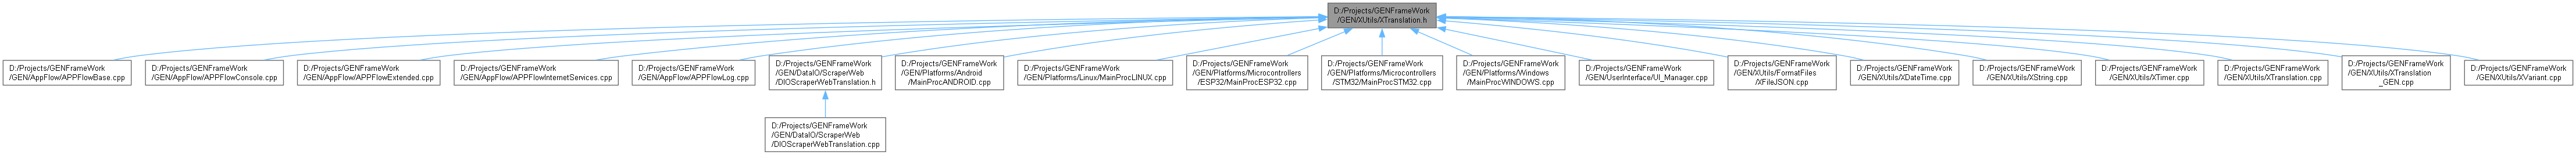 D:/Projects/GENFrameWork
/GEN/XUtils/XTranslation.h
D:/Projects/GENFrameWork
/GEN/AppFlow/APPFlowBase.cpp
D:/Projects/GENFrameWork
/GEN/AppFlow/APPFlowConsole.cpp
D:/Projects/GENFrameWork
/GEN/AppFlow/APPFlowExtended.cpp
D:/Projects/GENFrameWork
/GEN/AppFlow/APPFlowInternetServices.cpp
D:/Projects/GENFrameWork
/GEN/AppFlow/APPFlowLog.cpp
D:/Projects/GENFrameWork
/GEN/DataIO/ScraperWeb
/DIOScraperWebTranslation.h
D:/Projects/GENFrameWork
/GEN/Platforms/Android
/MainProcANDROID.cpp
D:/Projects/GENFrameWork
/GEN/Platforms/Linux/MainProcLINUX.cpp
D:/Projects/GENFrameWork
/GEN/Platforms/Microcontrollers
/ESP32/MainProcESP32.cpp
D:/Projects/GENFrameWork
/GEN/Platforms/Microcontrollers
/STM32/MainProcSTM32.cpp
D:/Projects/GENFrameWork
/GEN/Platforms/Windows
/MainProcWINDOWS.cpp
D:/Projects/GENFrameWork
/GEN/UserInterface/UI_Manager.cpp
D:/Projects/GENFrameWork
/GEN/XUtils/FormatFiles
/XFileJSON.cpp
D:/Projects/GENFrameWork
/GEN/XUtils/XDateTime.cpp
D:/Projects/GENFrameWork
/GEN/XUtils/XString.cpp
D:/Projects/GENFrameWork
/GEN/XUtils/XTimer.cpp
D:/Projects/GENFrameWork
/GEN/XUtils/XTranslation.cpp
D:/Projects/GENFrameWork
/GEN/XUtils/XTranslation
_GEN.cpp
D:/Projects/GENFrameWork
/GEN/XUtils/XVariant.cpp
D:/Projects/GENFrameWork
/GEN/DataIO/ScraperWeb
/DIOScraperWebTranslation.cpp